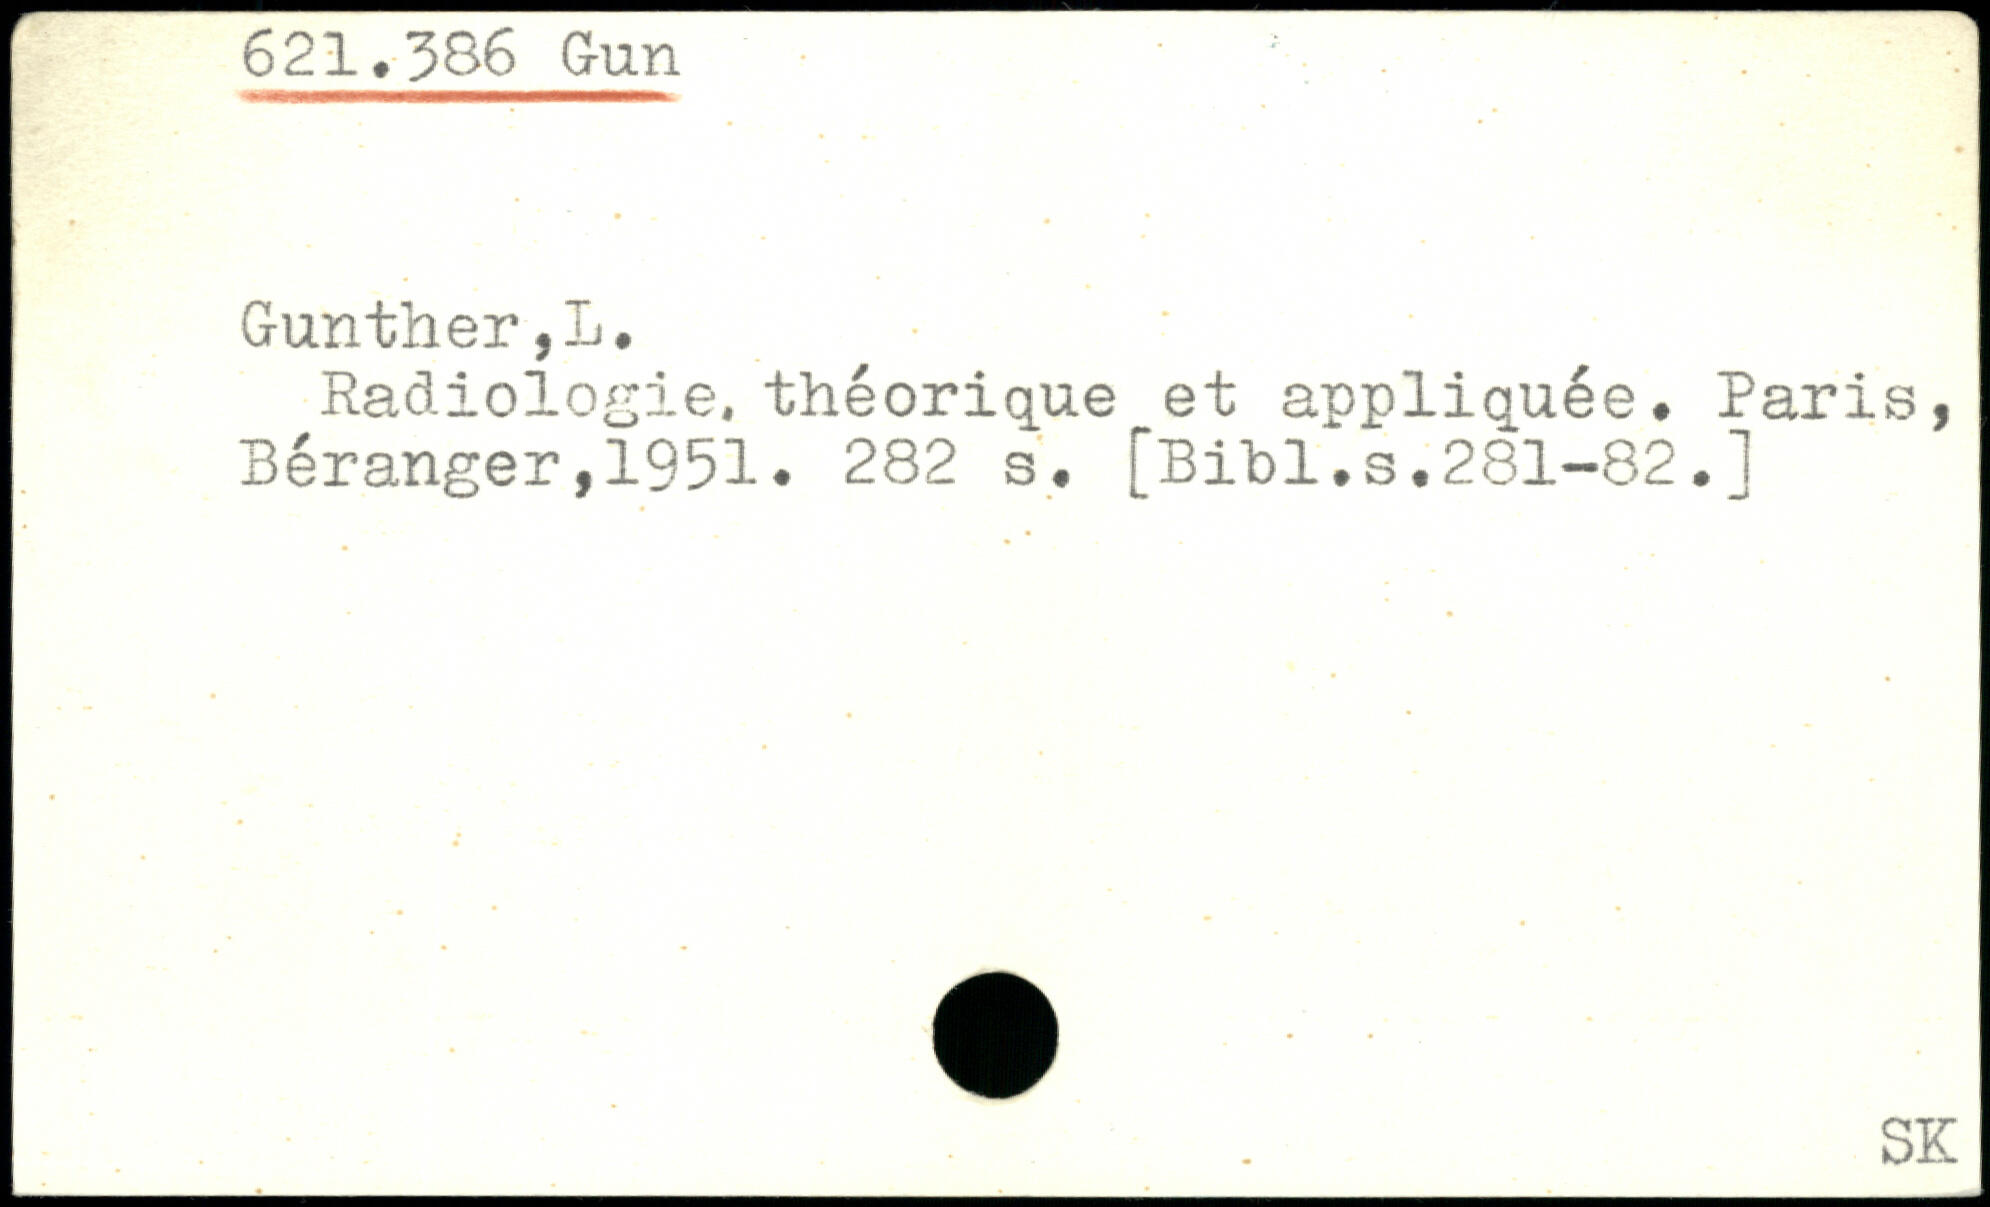 621.386 Gun
Gunther,L.
Radiologie, théorique et appliquée. Paris,
Béranger,1951. 282 s. [Bibl.s.281-82.]
SK